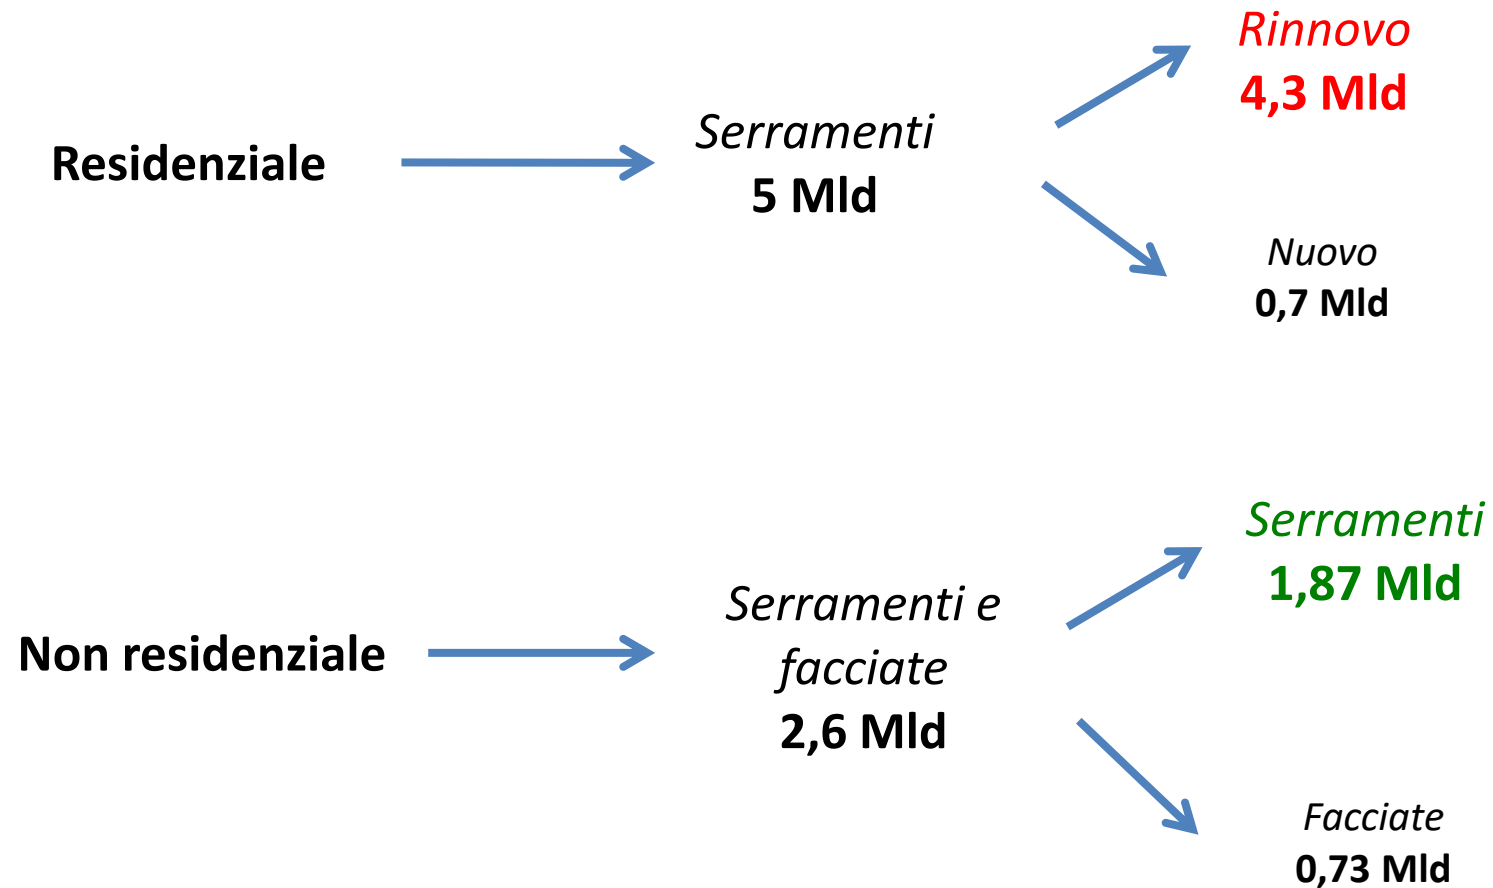 Rinnovo
4,3 Mld
Residenziale
Serramenti
5 Mld
Nuovo
0,7 Mld
Serramenti
1,87 Mld
Non residenziale
Serramenti e
facciate
2,6 Mld
Facciate
0,73 Mld